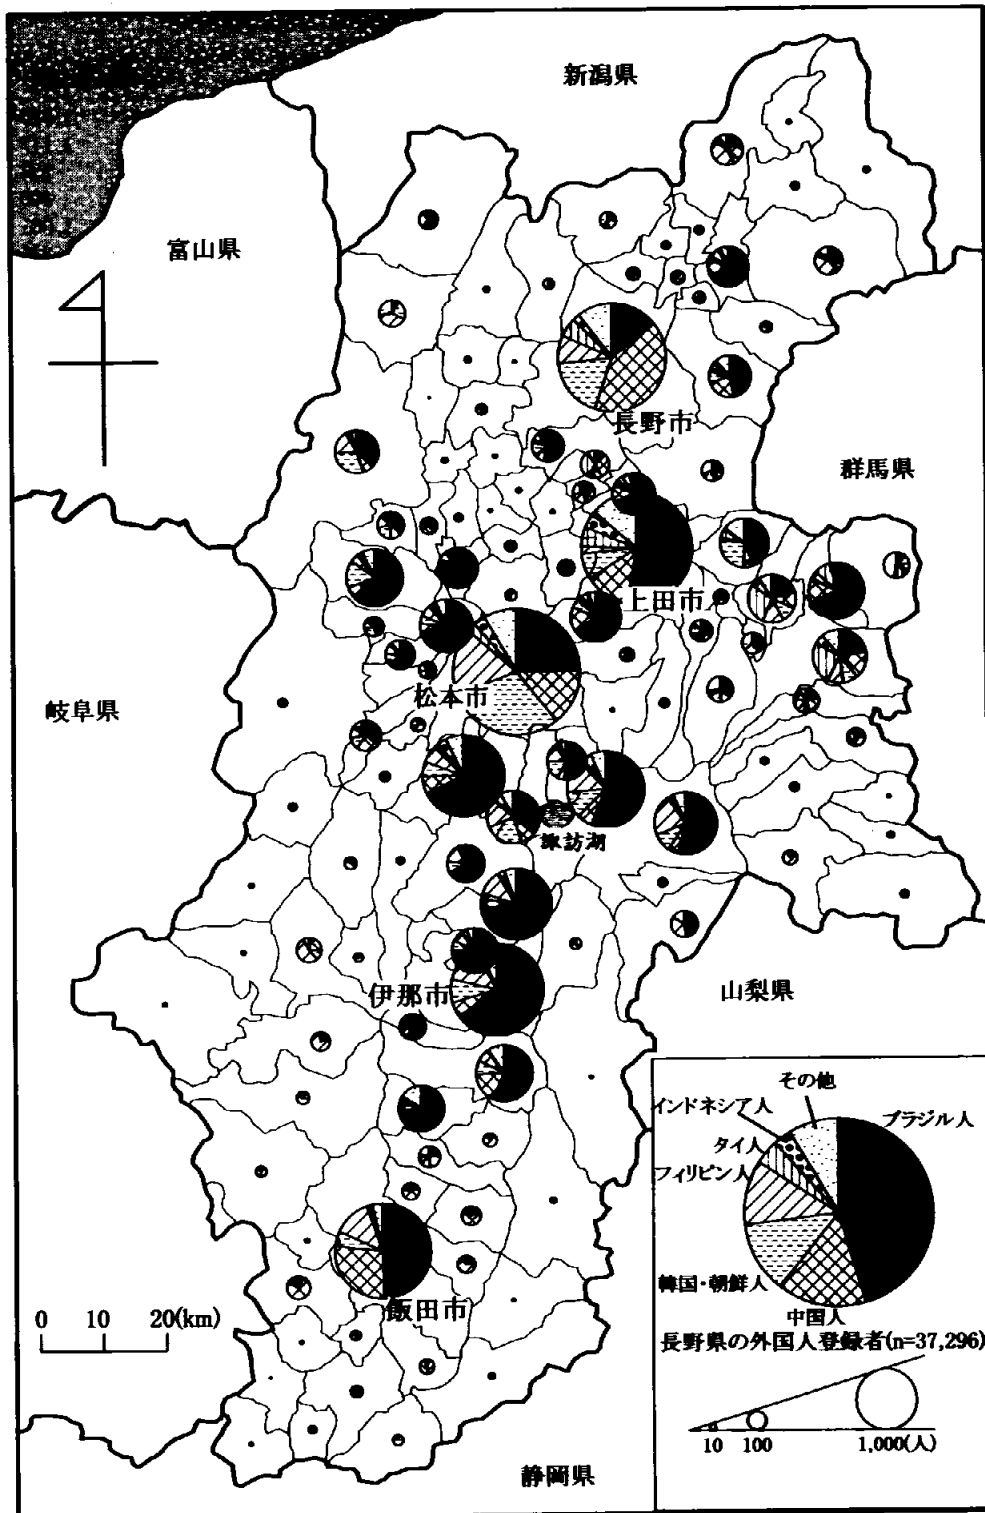 新潟県
富山県
長野市
群馬県
上田市
松本市
岐阜県
諏訪湖
伊那市
山梨県
飯田市
静岡県
0 10 20(km)
その他
インドネシア人
ブラジル人
タイ人
フィリピン人
韓国・朝鮮人
中国人
長野県の外国人登録者(n=37,296)
10 100 1,000(人)